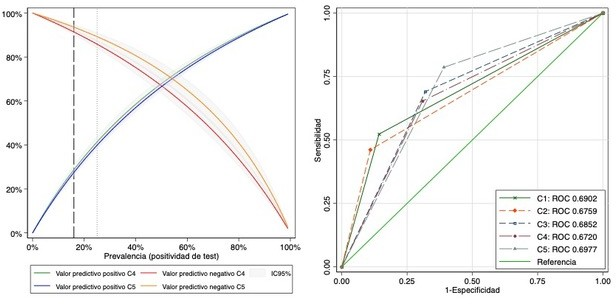 100%
80%
60%
40%
20%
0%
0%
20%
40%
60%
80%
100%
Prevalencia (positividad de test)
Valor predictivo positivo C4
Valor predictivo negativo C4
IC95%
Valor predictivo positivo C5
Valor predictivo negativo C5
1.00
0.75
0.50
0.25
0.00
Sensibilidad
0.00
0.25
0.50
0.75
1.00
1-Especificidad
C1: ROC 0.6902
C2: ROC 0.6759
C3: ROC 0.6852
C4: ROC 0.6720
C5: ROC 0.6977
Referencia